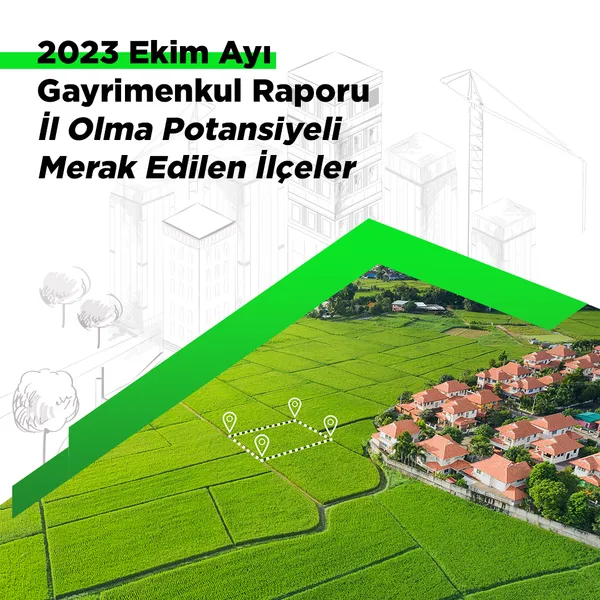 2023 Ekim Ayı
Gayrimenkul Raporu
İl Olma Potansiyeli
Merak Edilen İlçeler